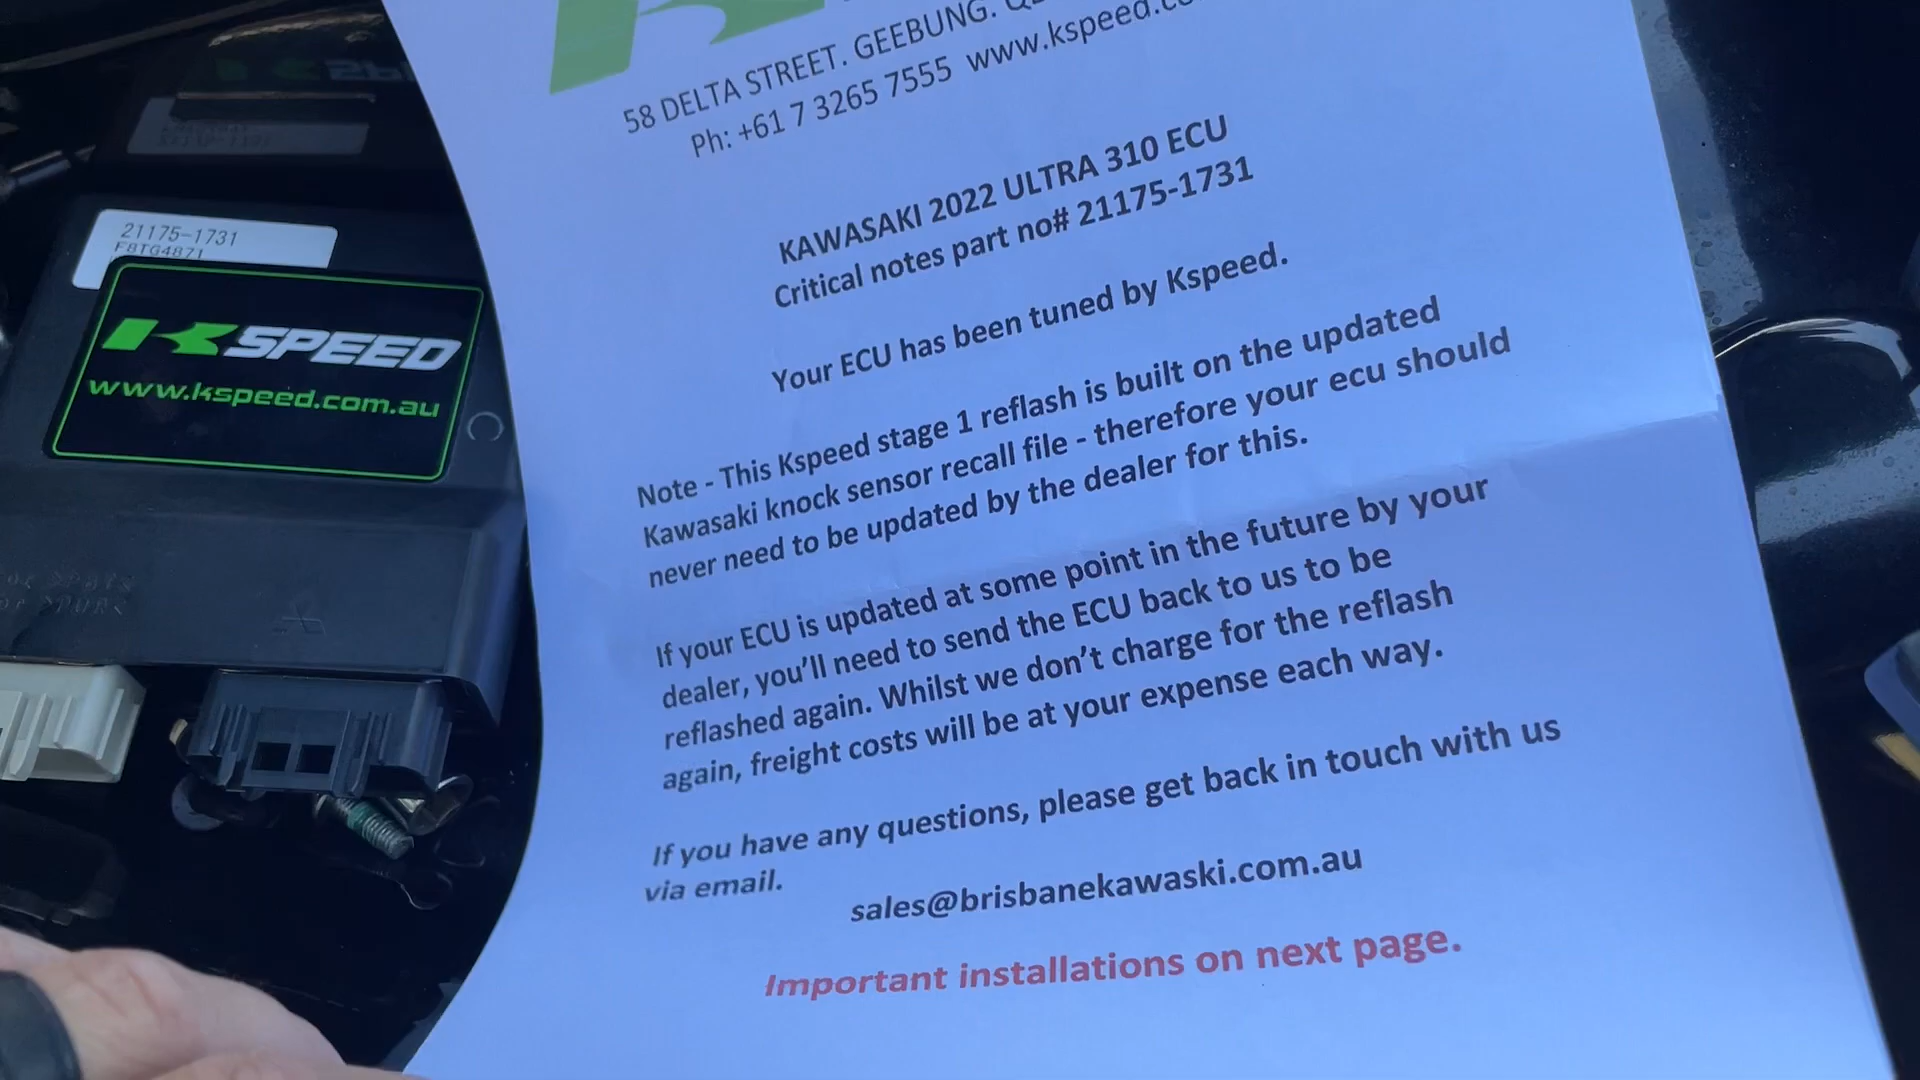 58 DELTA STREET. GEEBUNG.
Ph: +61 7 3265 7555 www.kspeed.co
KAWASAKI 2022 ULTRA 310 ECU
Critical notes part no# 21175-1731
Your ECU has been tuned by Kspeed.
Note - This Kspeed stage 1 reflash is built on the updated
Kawasaki knock sensor recall file - therefore your ecu should
never need to be updated by the dealer for this.
If your ECU is updated at some point in the future by your
dealer, you’ll need to send the ECU back to us to be
reflashed again. Whilst we don’t charge for the reflash
again, freight costs will be at your expense each way.
If you have any questions, please get back in touch with us
via email.
sales@brisbanekawaski.com.au
Important installations on next page.
21175-1731
F8TG4871
KSPEED
www.kspeed.com.au